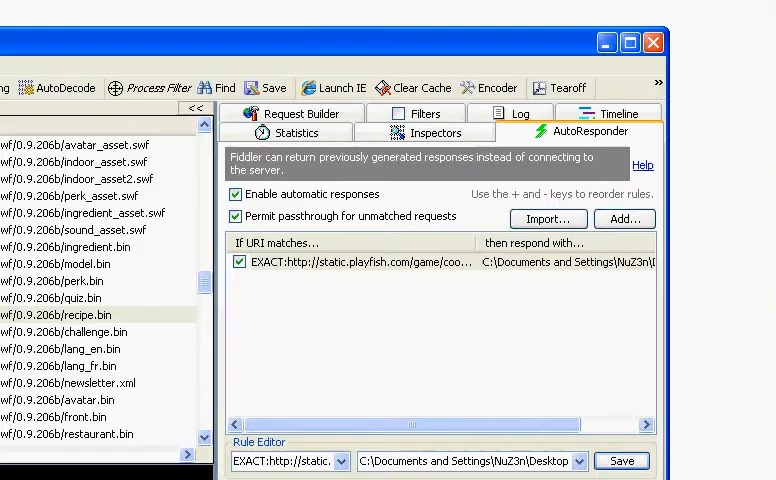 ng AutoDecode Process Filter Find Save Launch IE Clear Cache Encoder Tearoff »
<<
Request Builder Filters Log Timeline
Statistics Inspectors AutoResponder
Fiddler can return previously generated responses instead of connecting to
the server.
Help
Enable automatic responses Use the + and - keys to reorder rules.
Permit passthrough for unmatched requests Import... Add...
If URI matches... then respond with...
EXACT:http://static.playfish.com/game/coo... C:\Documents and Settings\NuZ3n\D
wf/0.9.206b/avatar_asset.swf
wf/0.9.206b/indoor_asset.swf
wf/0.9.206b/indoor_asset2.swf
wf/0.9.206b/perk_asset.swf
wf/0.9.206b/ingredient_asset.swf
wf/0.9.206b/sound_asset.swf
wf/0.9.206b/ingredient.bin
wf/0.9.206b/model.bin
wf/0.9.206b/perk.bin
wf/0.9.206b/quiz.bin
wf/0.9.206b/recipe.bin
wf/0.9.206b/challenge.bin
wf/0.9.206b/lang_en.bin
wf/0.9.206b/lang_fr.bin
wf/0.9.206b/newsletter.xml
wf/0.9.206b/avatar.bin
wf/0.9.206b/front.bin
wf/0.9.206b/restaurant.bin
Rule Editor
EXACT:http://static. C:\Documents and Settings\NuZ3n\Desktop Save